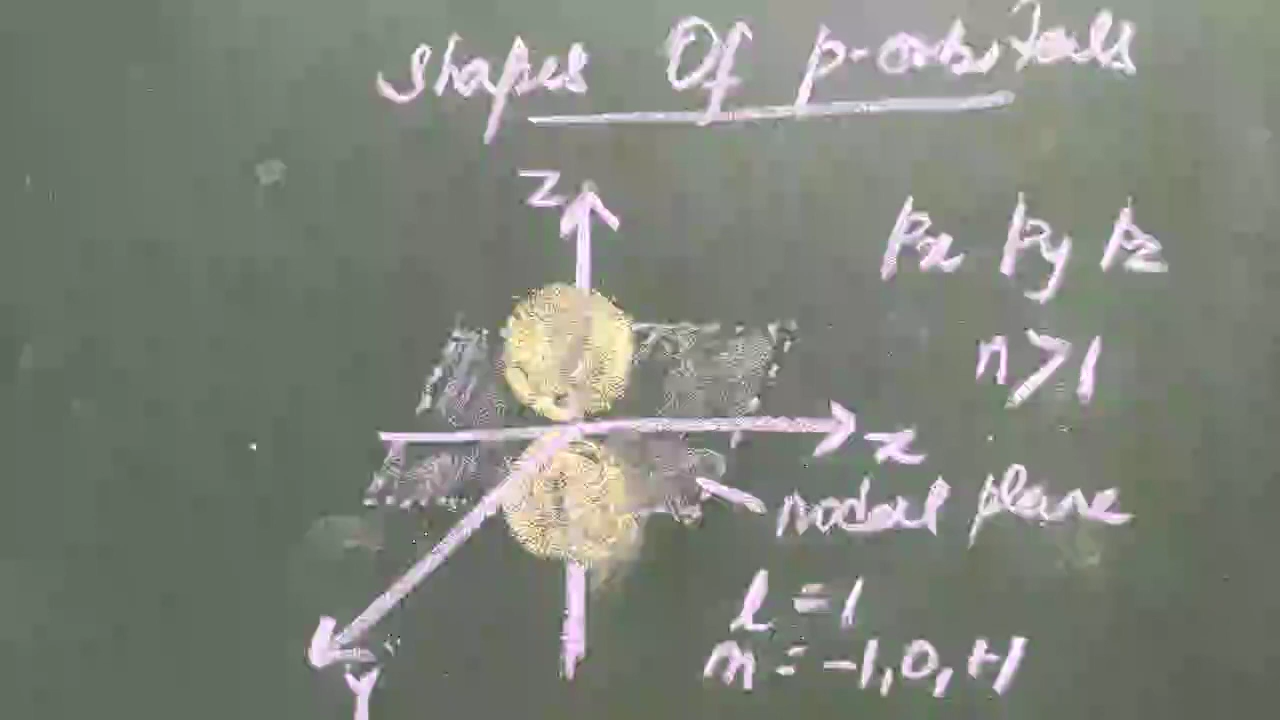 Shapes Of p-orbitals
Z
Px Py Pz
n>1
x
nodal plane
l=1
m=-1,0,+1
Y